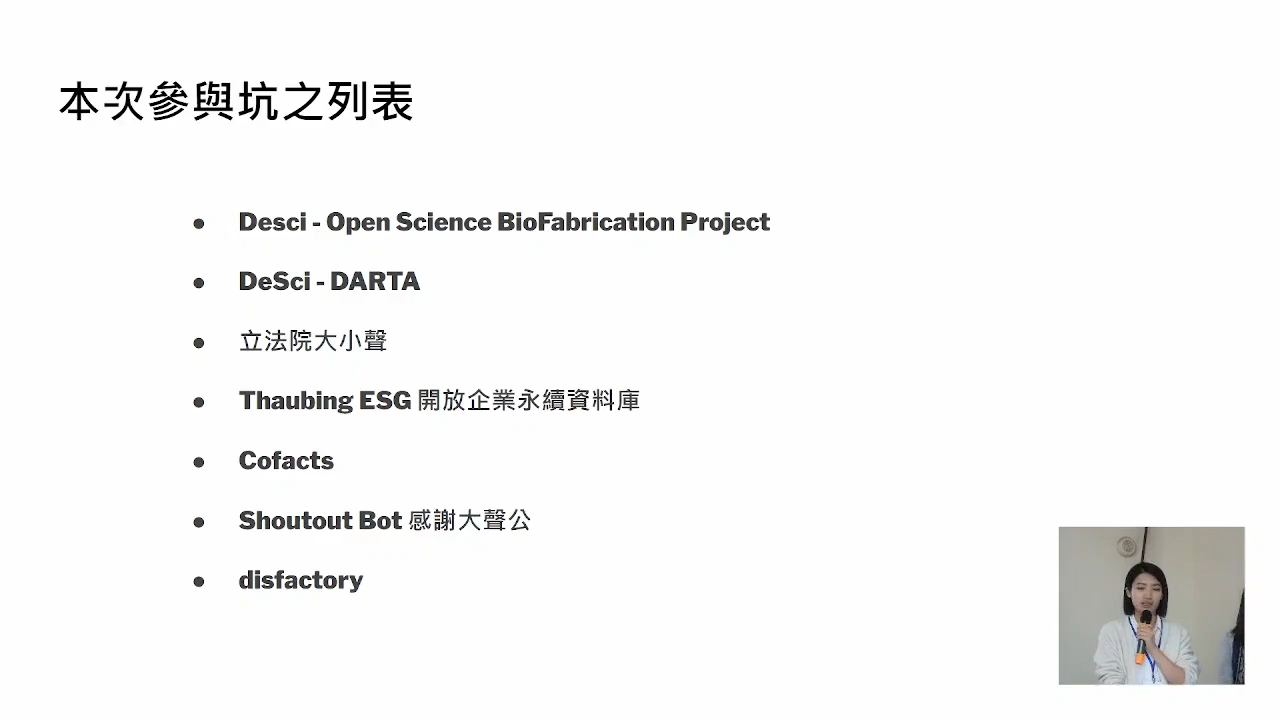 本次參與坑之列表
● Desci - Open Science BioFabrication Project
● DeSci - DARTA
● 立法院大小聲
● Thaubing ESG 開放企業永續資料庫
● Cofacts
● Shoutout Bot 感謝大聲公
● disfactory